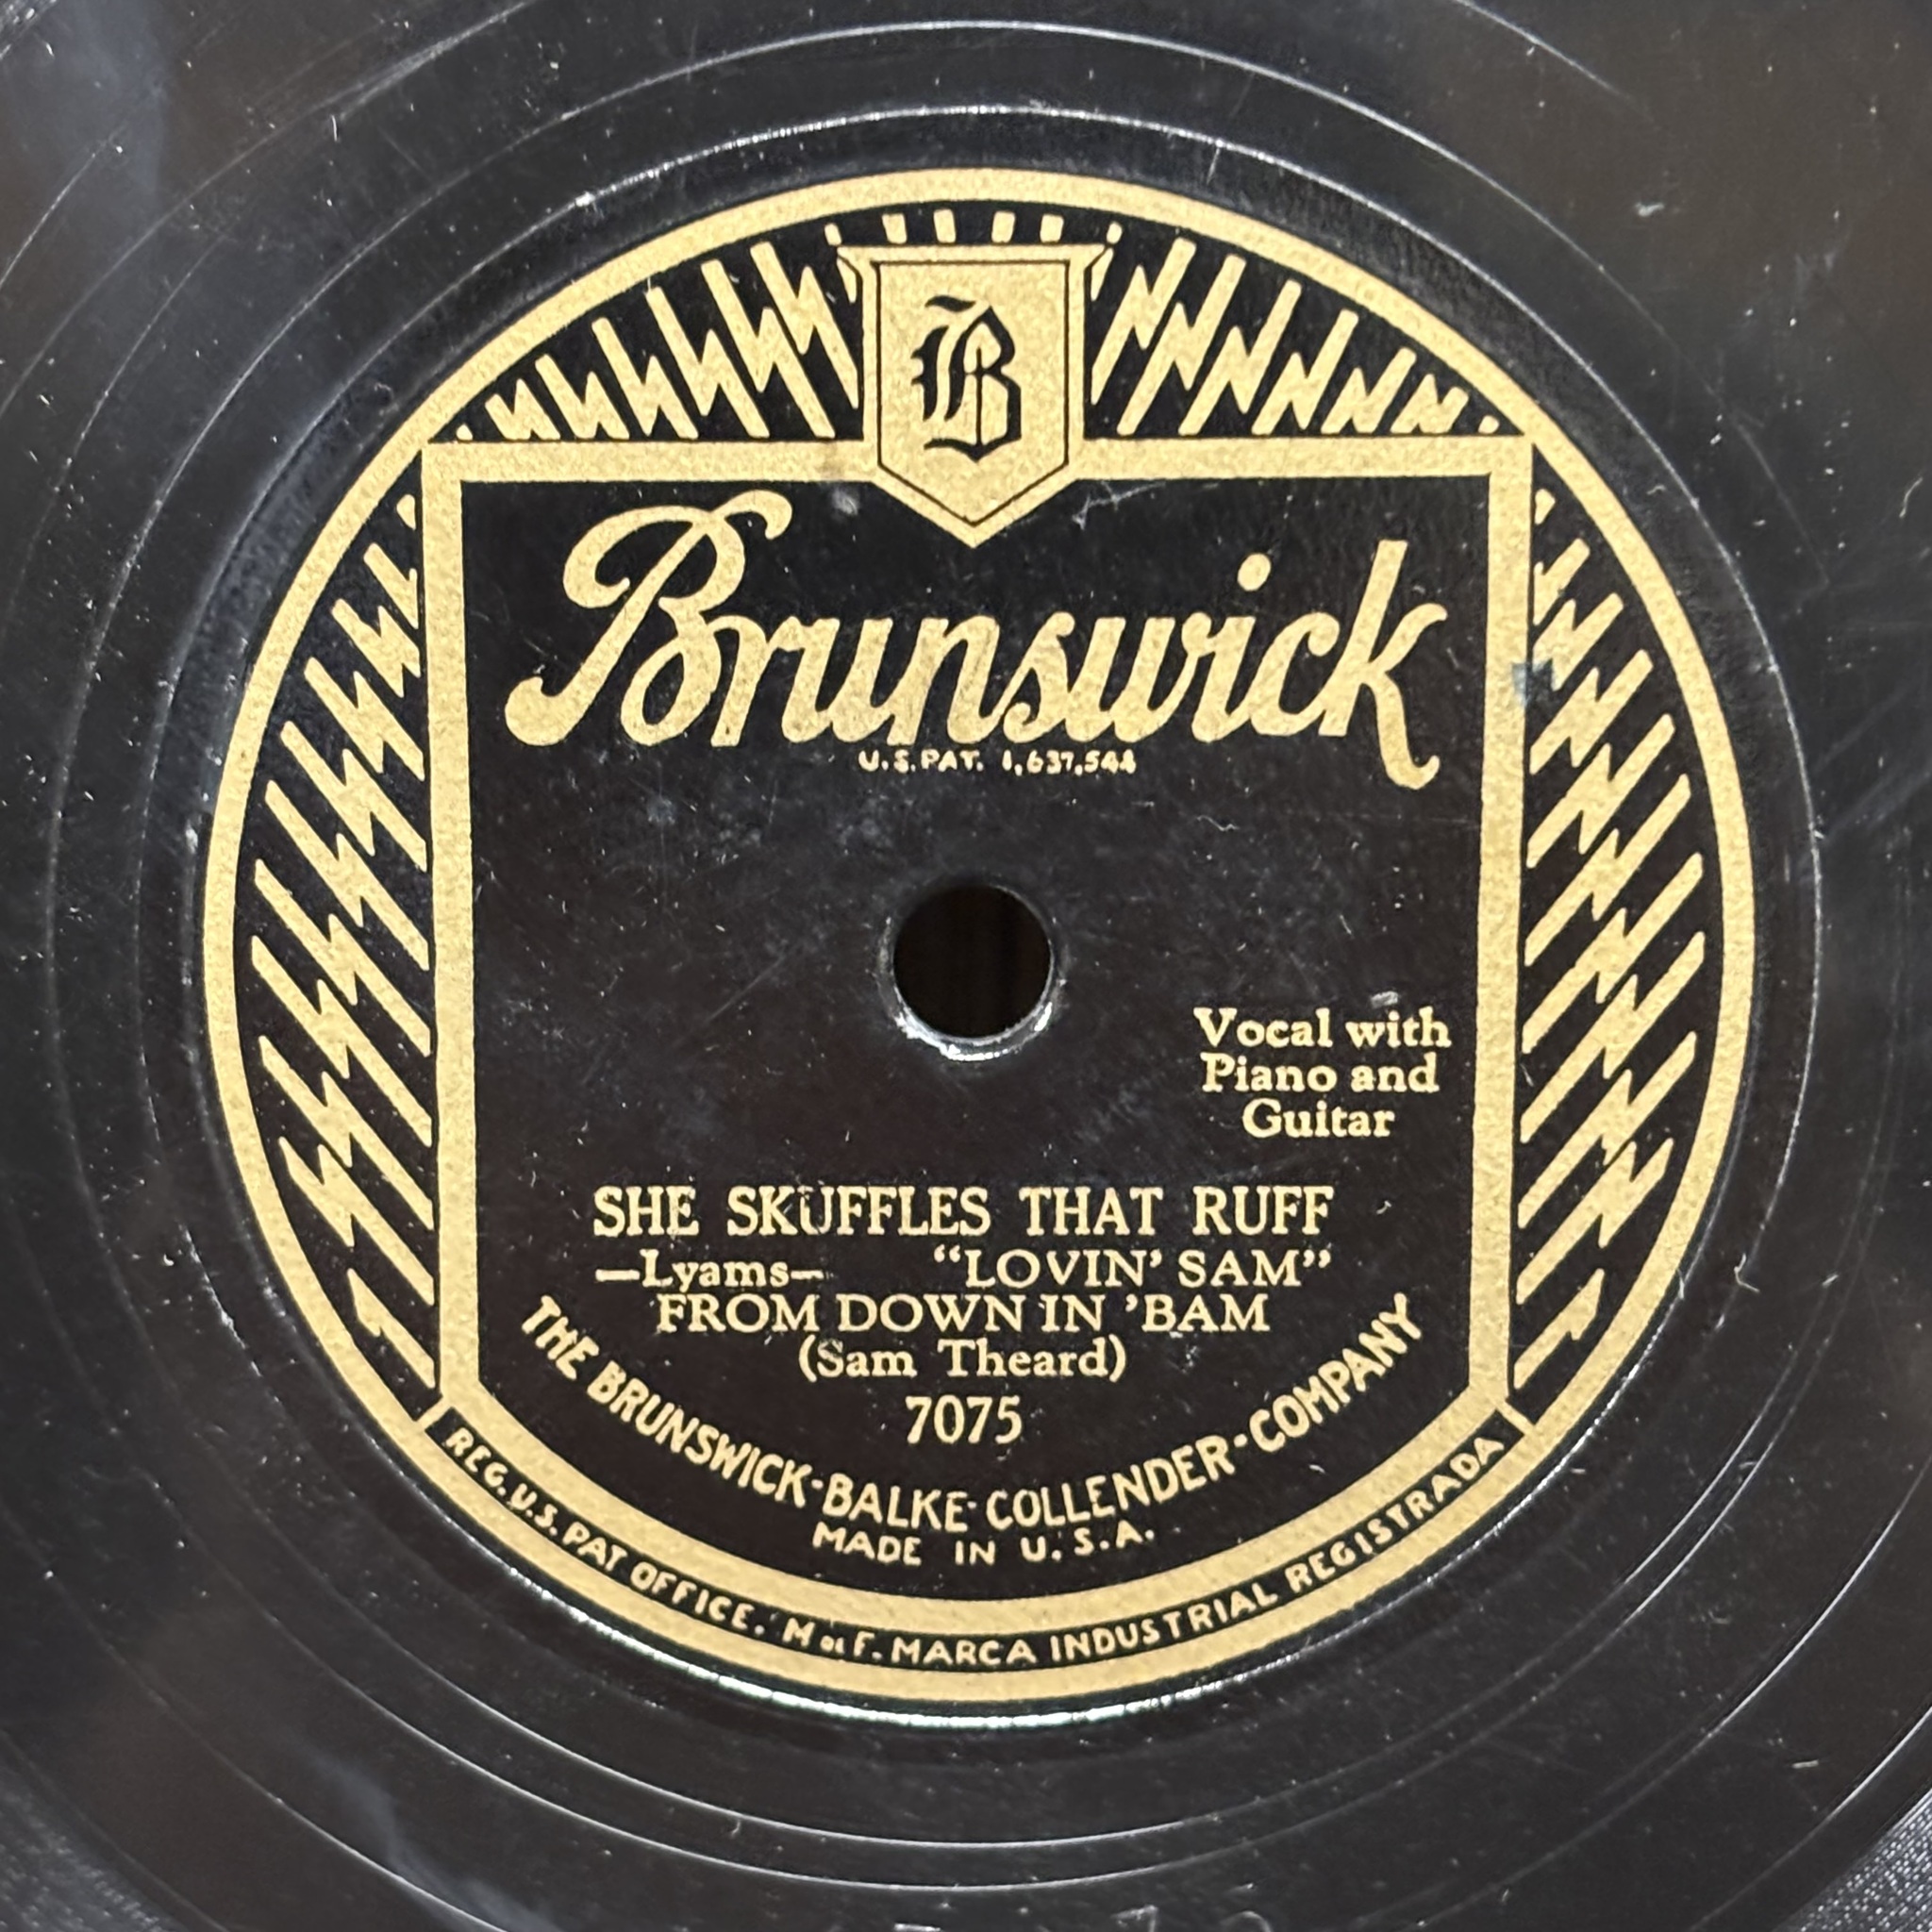 B
Brunswick
U.S. PAT. 1,637,544
Vocal with
Piano and
Guitar
SHE SKUFFLES THAT RUFF
—Lyams— "LOVIN' SAM"
FROM DOWN IN 'BAM
(Sam Theard)
7075
THE BRUNSWICK-BALKE-COLLENDER-COMPANY
MADE IN U.S.A.
REG. U.S. PAT OFFICE. M de F. MARCA INDUSTRIAL REGISTRADA